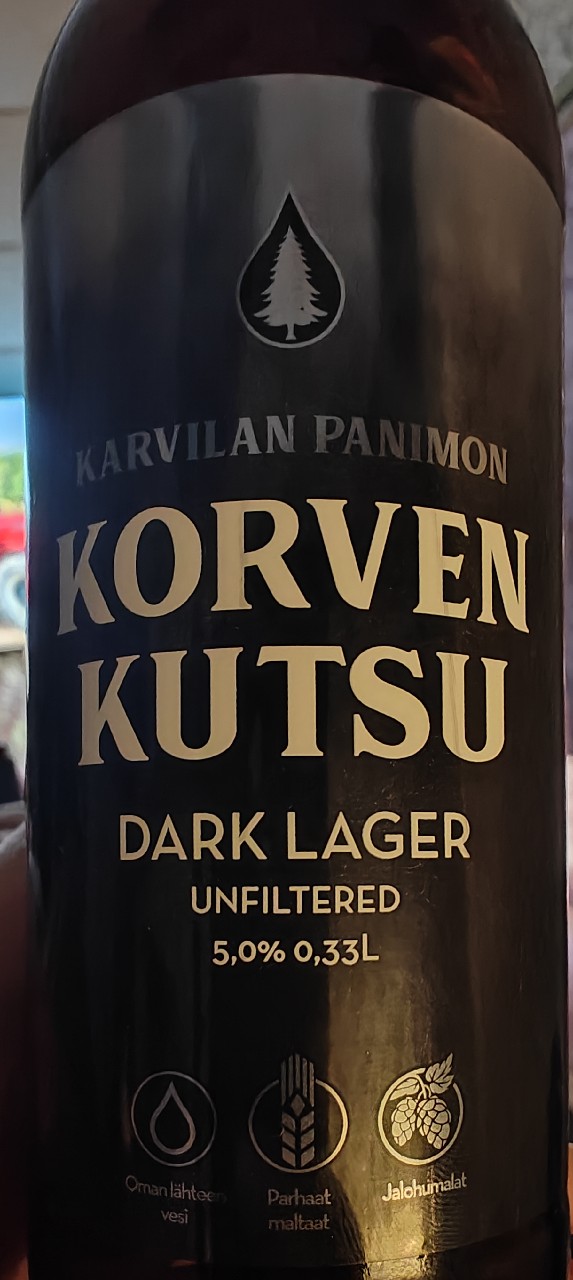 KARVILAN PANIMON
KORVEN
KUTSU
DARK LAGER
UNFILTERED
5,0% 0,33L
Oman lähteen
vesi
Parhaat
maltaat
Jalohumalat